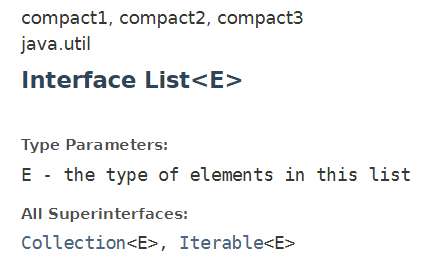 compact1, compact2, compact3
java.util
Interface List<E>
Type Parameters:
E - the type of elements in this list
All Superinterfaces:
Collection<E>, Iterable<E>